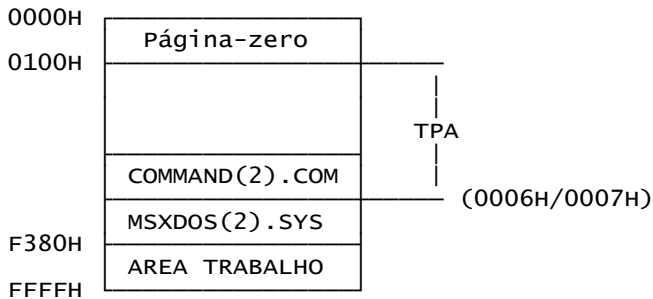 0000H
Página-zero
0100H
TPA
COMMAND(2).COM
(0006H/0007H)
MSXDOS(2).SYS
F380H
AREA TRABALHO
FFFFH